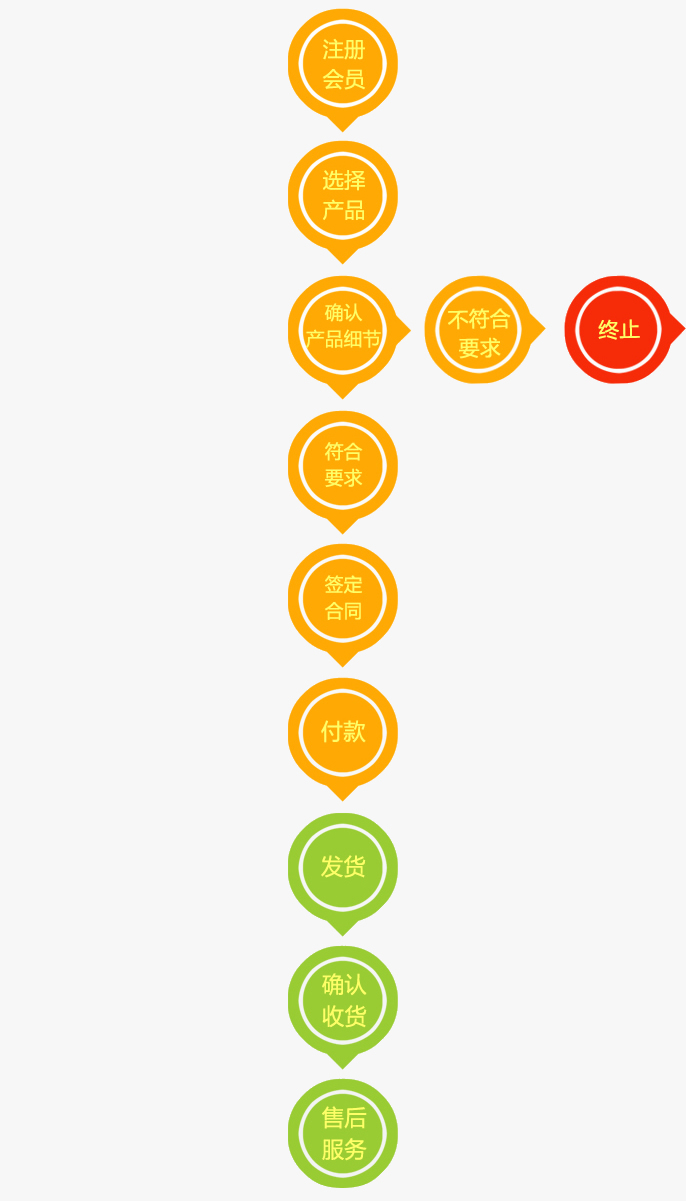 注册
会员
选择
产品
确认
产品细节
不符合
要求
终止
符合
要求
签定
合同
付款
发货
确认
收货
售后
服务